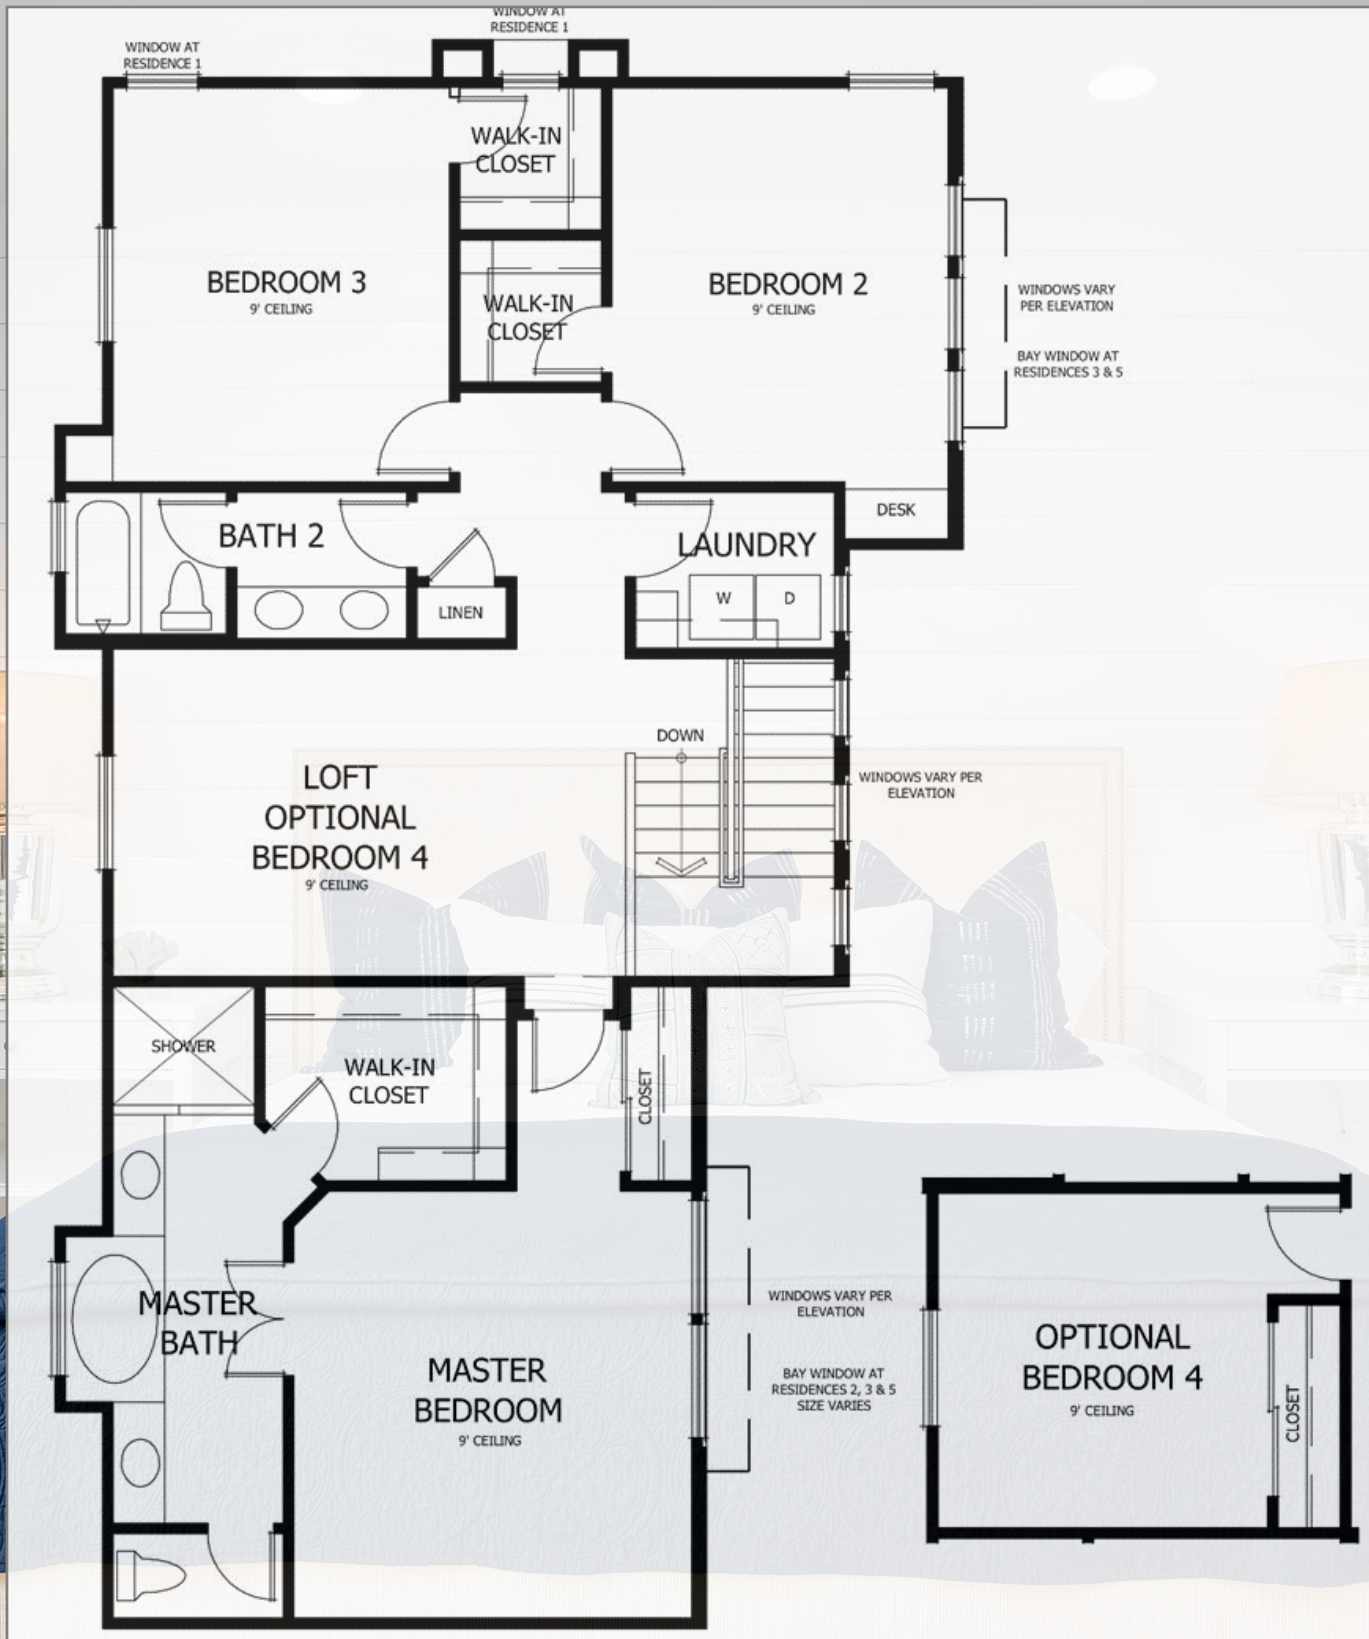 WINDOW AT
RESIDENCE 1
WINDOW AT
RESIDENCE 1
WALK-IN
CLOSET
BEDROOM 3
9' CEILING
WALK-IN
CLOSET
BEDROOM 2
9' CEILING
WINDOWS VARY
PER ELEVATION
BAY WINDOW AT
RESIDENCES 3 & 5
BATH 2
LINEN
LAUNDRY
W
D
DESK
DOWN
LOFT
OPTIONAL
BEDROOM 4
9' CEILING
WINDOWS VARY PER
ELEVATION
SHOWER
WALK-IN
CLOSET
CLOSET
MASTER
BATH
MASTER
BEDROOM
9' CEILING
WINDOWS VARY PER
ELEVATION
BAY WINDOW AT
RESIDENCES 2, 3 & 5
SIZE VARIES
OPTIONAL
BEDROOM 4
9' CEILING
CLOSET